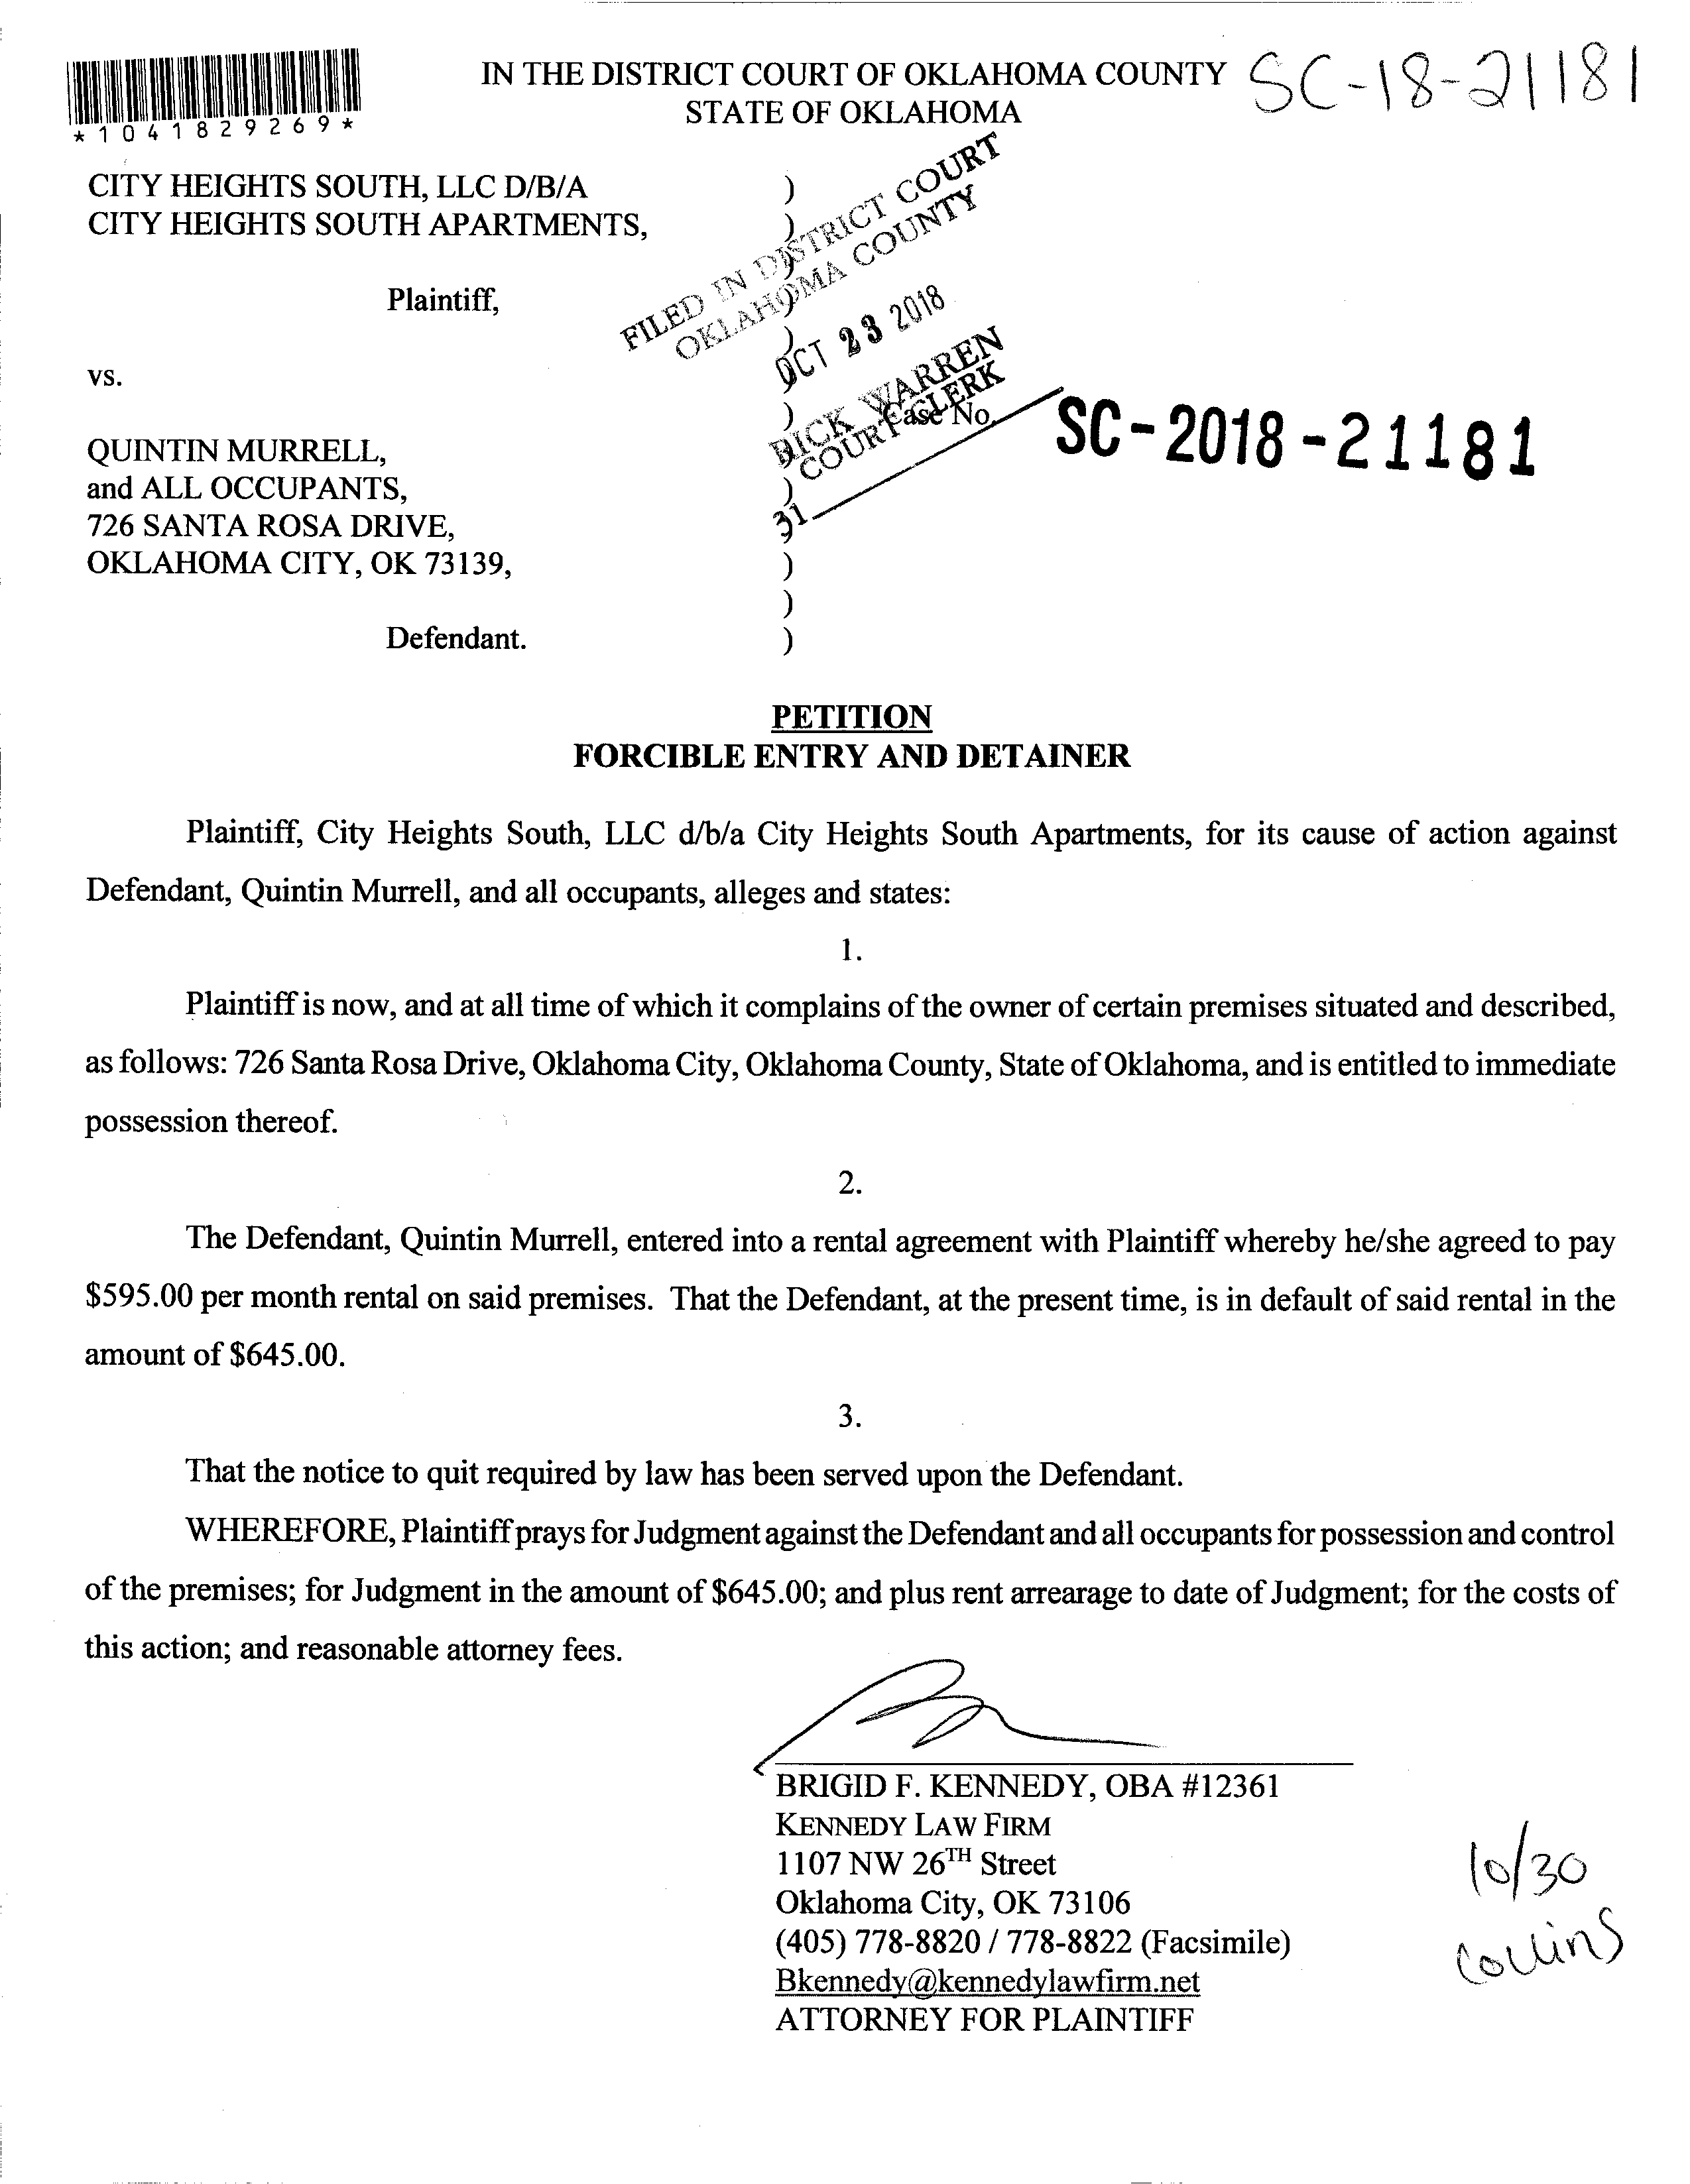 IN THE DISTRICT COURT OF OKLAHOMA COUNTY SC-18-21181
STATE OF OKLAHOMA
*1041829269*
CITY HEIGHTS SOUTH, LLC D/B/A )
CITY HEIGHTS SOUTH APARTMENTS, )
)
Plaintiff, )
FILED IN DISTRICT COURT
OKLAHOMA COUNTY
OCT 23 2018
RICK WARREN
COURT CLERK
31
)
vs. )
) Case No. SC-2018-21181
QUINTIN MURRELL, )
and ALL OCCUPANTS, )
726 SANTA ROSA DRIVE, )
OKLAHOMA CITY, OK 73139, )
)
Defendant. )
PETITION
FORCIBLE ENTRY AND DETAINER
Plaintiff, City Heights South, LLC d/b/a City Heights South Apartments, for its cause of action against
Defendant, Quintin Murrell, and all occupants, alleges and states:
1.
Plaintiff is now, and at all time of which it complains of the owner of certain premises situated and described,
as follows: 726 Santa Rosa Drive, Oklahoma City, Oklahoma County, State of Oklahoma, and is entitled to immediate
possession thereof.
2.
The Defendant, Quintin Murrell, entered into a rental agreement with Plaintiff whereby he/she agreed to pay
$595.00 per month rental on said premises. That the Defendant, at the present time, is in default of said rental in the
amount of $645.00.
3.
That the notice to quit required by law has been served upon the Defendant.
WHEREFORE, Plaintiff prays for Judgment against the Defendant and all occupants for possession and control
of the premises; for Judgment in the amount of $645.00; and plus rent arrearage to date of Judgment; for the costs of
this action; and reasonable attorney fees.
BRIGID F. KENNEDY, OBA #12361
KENNEDY LAW FIRM
1107 NW 26TH Street
Oklahoma City, OK 73106
(405) 778-8820 / 778-8822 (Facsimile)
Bkennedy@kennedylawfirm.net
ATTORNEY FOR PLAINTIFF
10/30
Collins